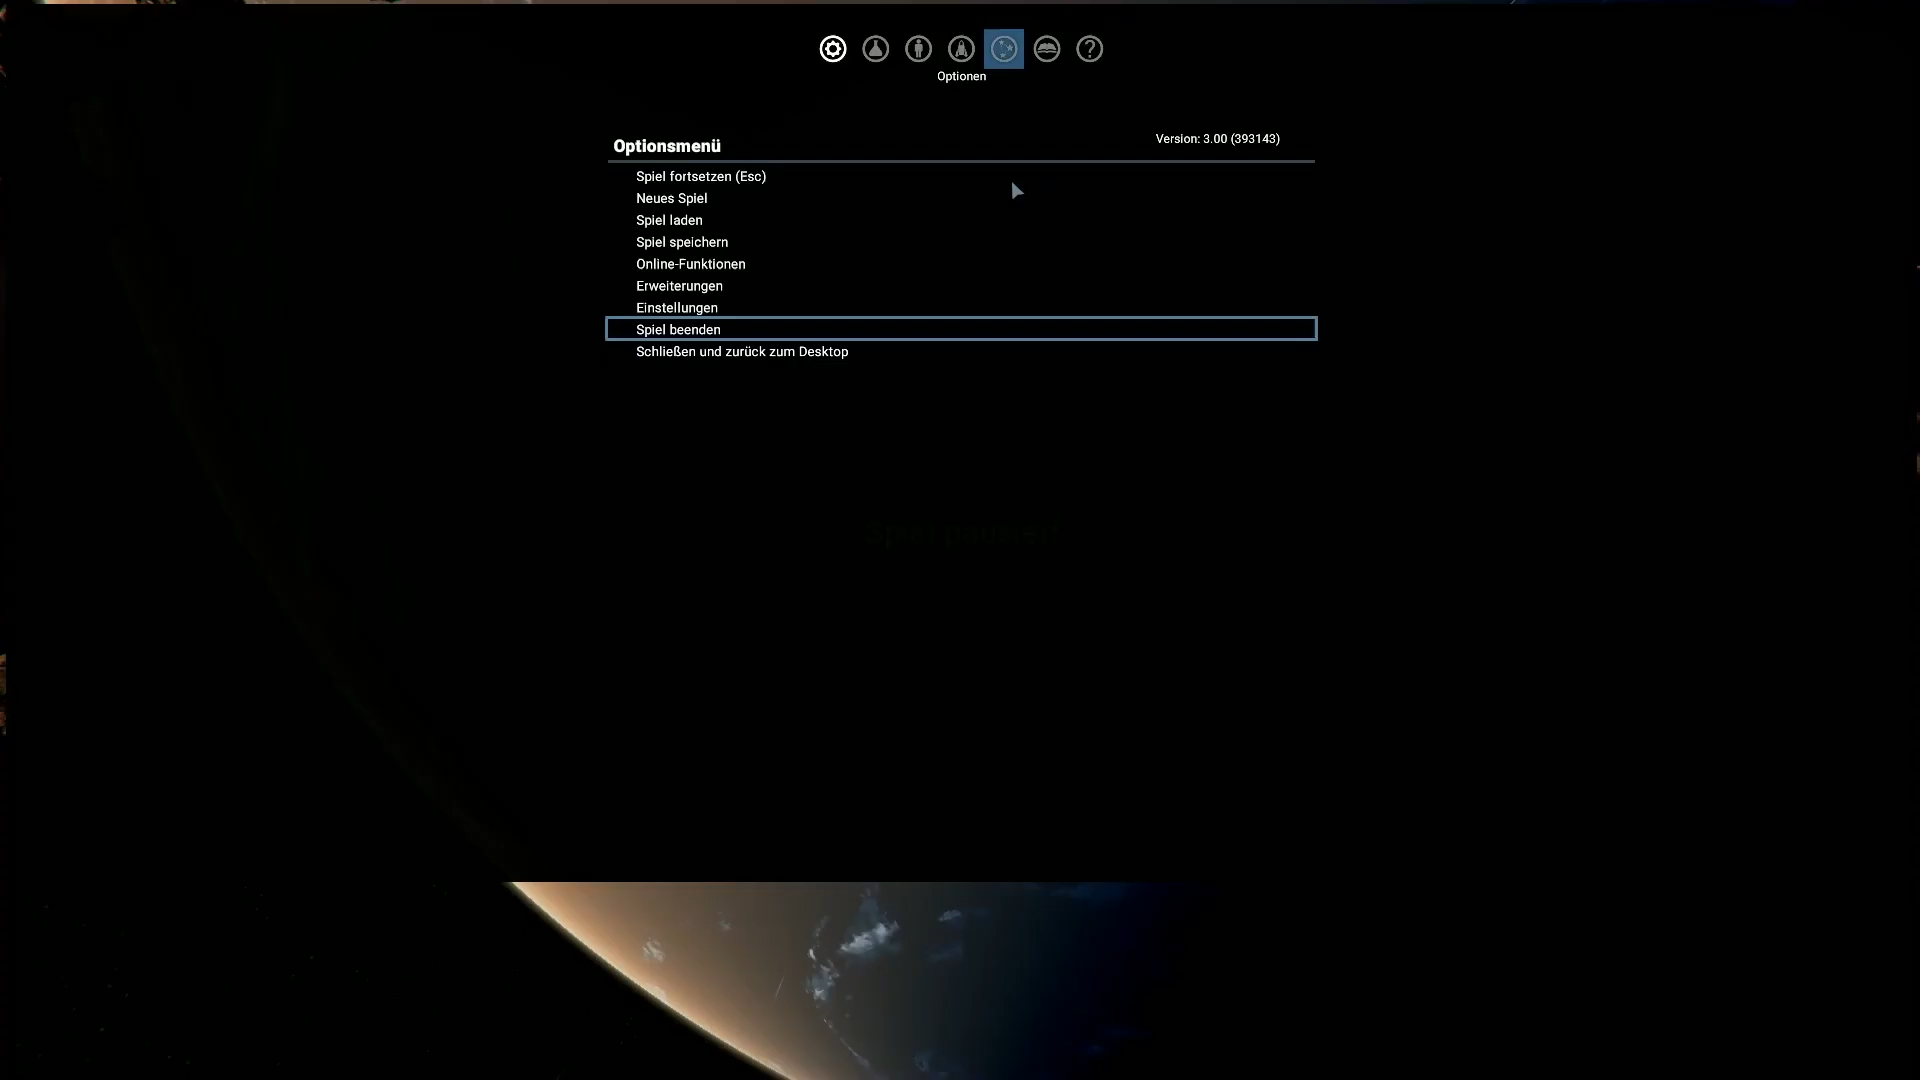 Optionen
Version: 3.00 (393143)
Optionsmenü
Spiel fortsetzen (Esc)
Neues Spiel
Spiel laden
Spiel speichern
Online-Funktionen
Erweiterungen
Einstellungen
Spiel beenden
Schließen und zurück zum Desktop